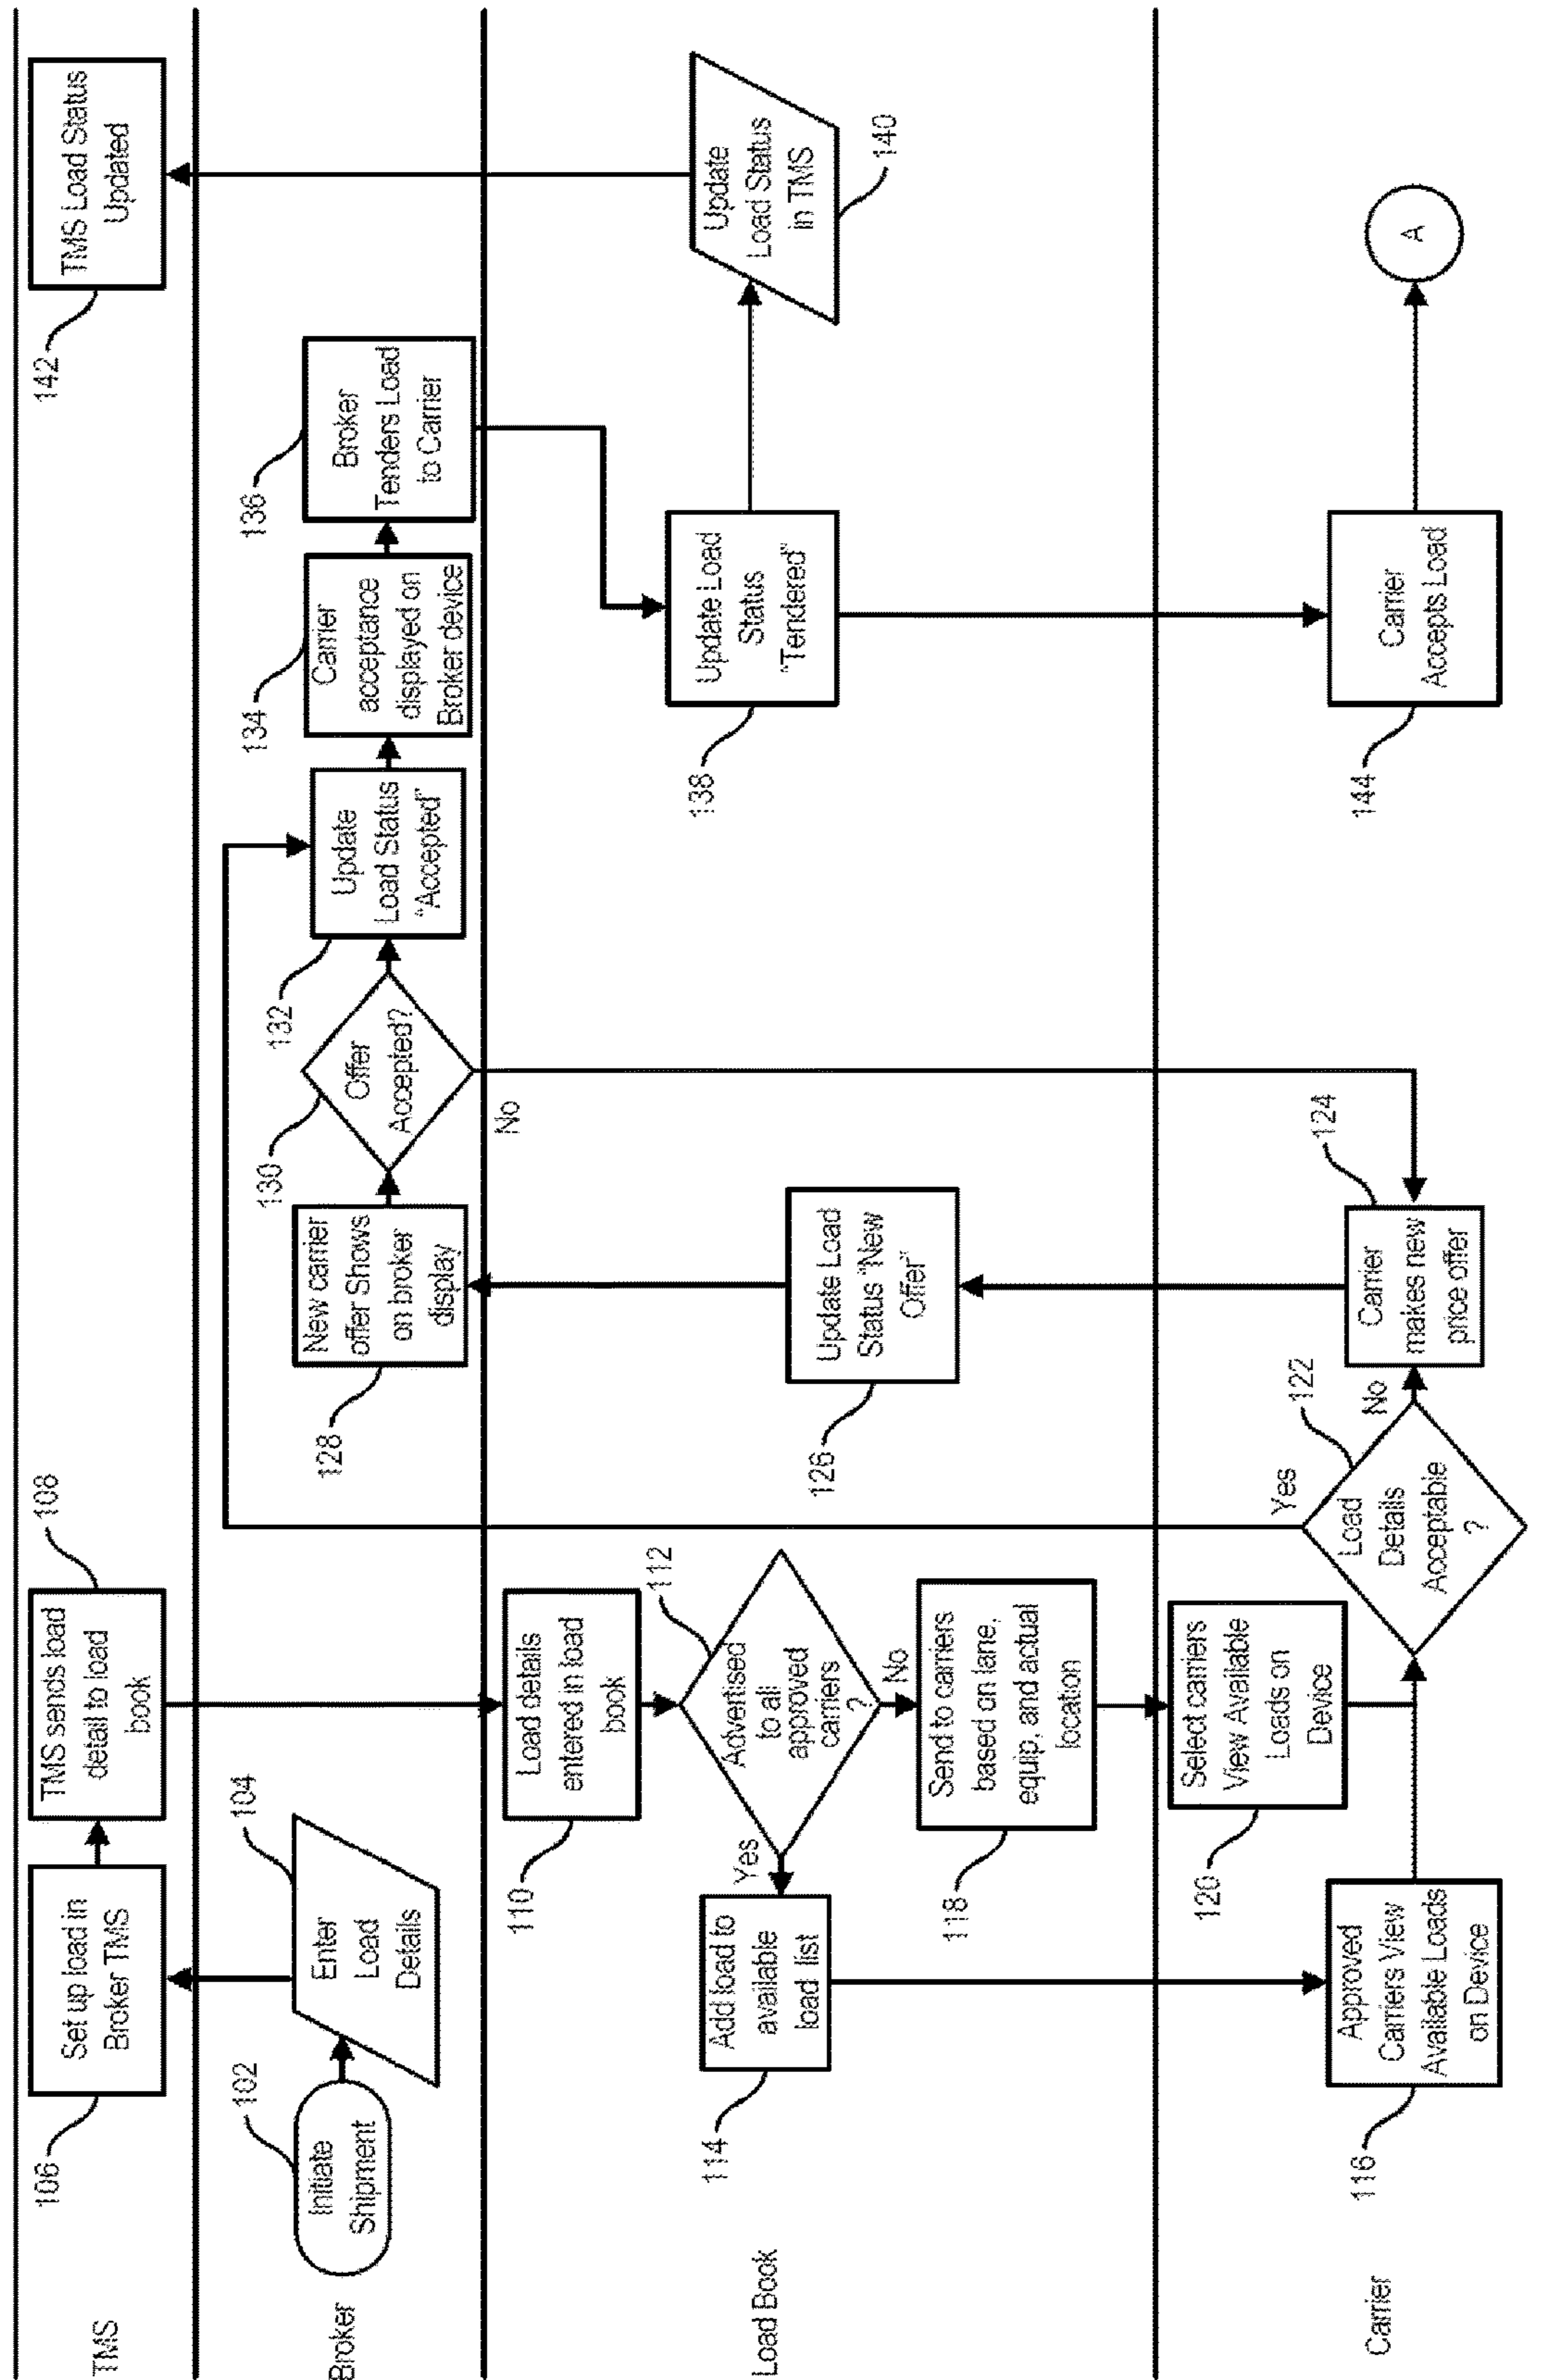 TMS
106
Set up load in
Broker TMS
108
TMS sends load
detail to load
book
142
TMS Load Status
Updated
Broker
102
Initiate
Shipment
104
Enter
Load
Details
128
New carrier
offer Shows
on broker
display
130
Offer
Accepted?
No
132
Update
Load Status
"Accepted"
134
Carrier
acceptance
displayed on
Broker device
136
Broker
Tenders Load
to Carrier
Load Book
110
Load details
entered in load
book
112
Advertised
to all
approved
carriers
?
Yes
No
114
Add load to
available
load list
118
Send to carriers
based on lane,
equip, and actual
location
126
Update Load
Status "New
Offer"
138
Update Load
Status
"Tendered"
Update
Load Status
in TMS
140
Carrier
116
Approved
Carriers View
Available Loads
on Device
120
Select carriers
View Available
Loads on
Device
122
Load
Details
Acceptable
?
Yes
No
124
Carrier
makes new
price offer
144
Carrier
Accepts Load
A